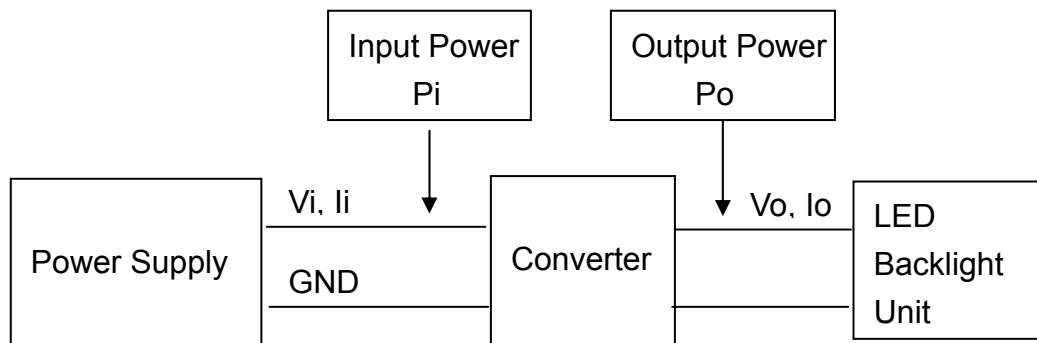 Input Power
Pi
Output Power
Po
Vi, Ii
Vo, Io
Power Supply
GND
Converter
LED
Backlight
Unit